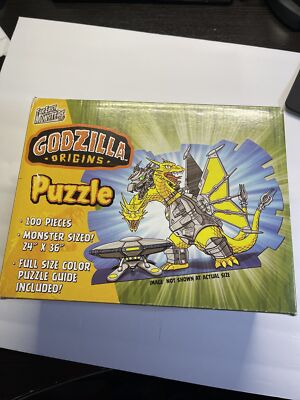 GODZILLA
ORIGINS
Puzzle
• 100 PIECES
• MONSTER SIZED!
24" X 36"
• FULL SIZE COLOR
PUZZLE GUIDE
INCLUDED!
IMAGE NOT SHOWN AT ACTUAL SIZE